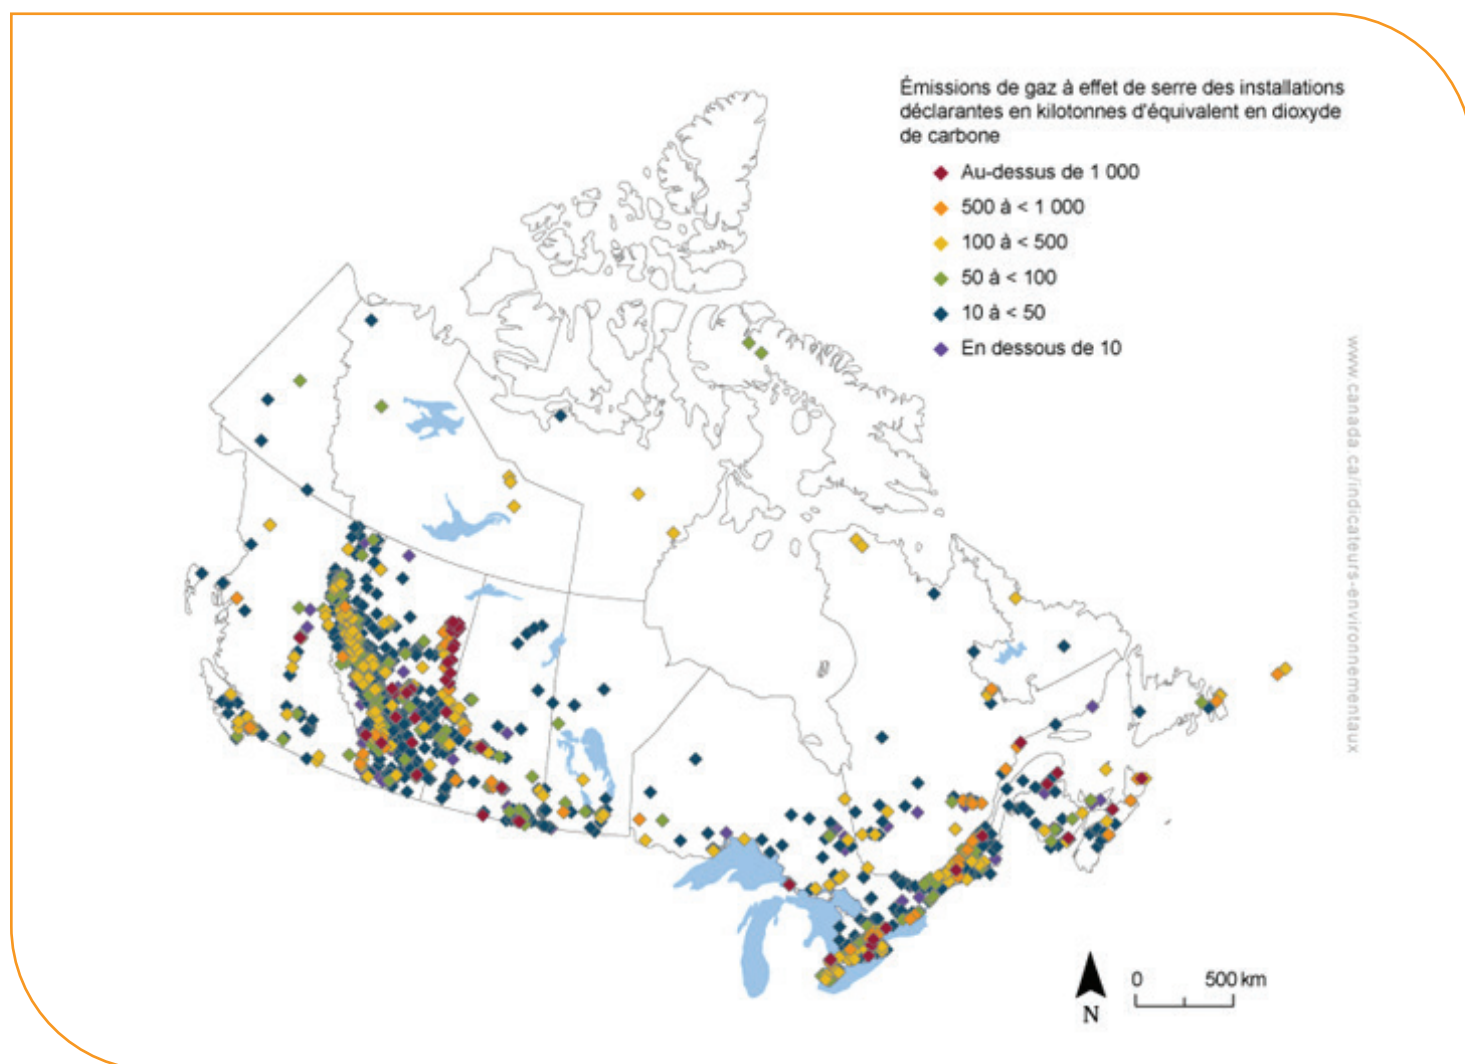 Émissions de gaz à effet de serre des installations
déclarantes en kilotonnes d'équivalent en dioxyde
de carbone
Au-dessus de 1 000
500 à < 1 000
100 à < 500
50 à < 100
10 à < 50
En dessous de 10
www.canada.ca/indicateurs-environnementaux
0 500 km
N